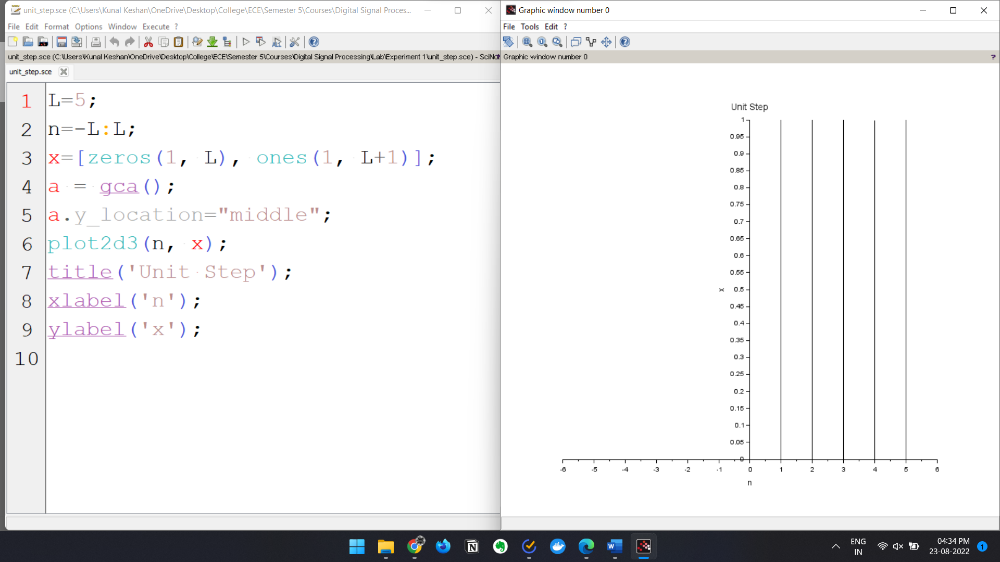 unit_step.sce (C:\Users\Kunal Keshan\OneDrive\Desktop\College\ECE\Semester 5\Courses\Digital Signal Proces...
File Edit Format Options Window Execute ?
unit_step.sce (C:\Users\Kunal Keshan\OneDrive\Desktop\College\ECE\Semester 5\Courses\Digital Signal Processing\Lab\Experiment 1\unit_step.sce) - SciNot
unit_step.sce
1 L=5;
2 n=-L:L;
3 x=[zeros(1, L), ones(1, L+1)];
4 a = gca();
5 a.y_location="middle";
6 plot2d3(n, x);
7 title('Unit Step');
8 xlabel('n');
9 ylabel('x');
10
Graphic window number 0
File Tools Edit ?
Graphic window number 0
?
Unit Step
1
0.95
0.9
0.85
0.8
0.75
0.7
0.65
0.6
0.55
x
0.5
0.45
0.4
0.35
0.3
0.25
0.2
0.15
0.1
0.05
0
-6 -5 -4 -3 -2 -1 0 1 2 3 4 5 6
n
ENG
IN
04:34 PM
23-08-2022
1